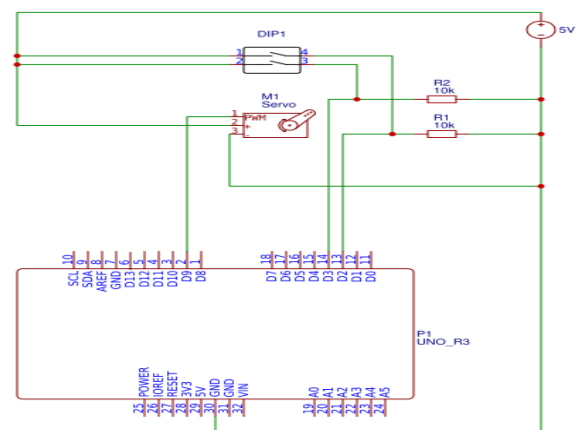 5V
DIP1
1 4
2 3
R2
10k
M1
Servo
1 PWM
2 +
3 -
R1
10k
10 9 8 7 6 5 4 3 2 1 18 17 16 15 14 13 12 11
SCL SDA AREF GND D13 D12 D11 D10 D9 D8 D7 D6 D5 D4 D3 D2 D1 D0
P1
UNO_R3
POWER IOREF RESET 3V3 5V GND GND VIN A0 A1 A2 A3 A4 A5
25 26 27 28 29 30 31 32 19 20 21 22 23 24